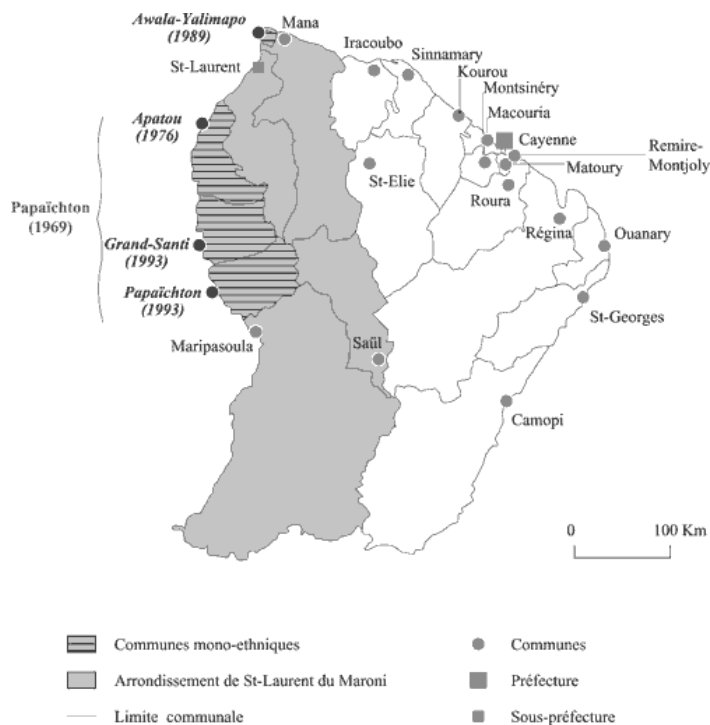 Awala-Yalimapo
(1989)
Mana
St-Laurent
Iracoubo
Sinnamary
Kourou
Montsinéry
Macouria
Cayenne
Remire-
Montjoly
Matoury
Apatou
(1976)
St-Elie
Roura
Papaïchton
(1969)
Grand-Santi
(1993)
Régina
Ouanary
Papaïchton
(1993)
St-Georges
Maripasoula
Saül
Camopi
0 100 Km
Communes mono-ethniques
Communes
Arrondissement de St-Laurent du Maroni
Préfecture
Limite communale
Sous-préfecture